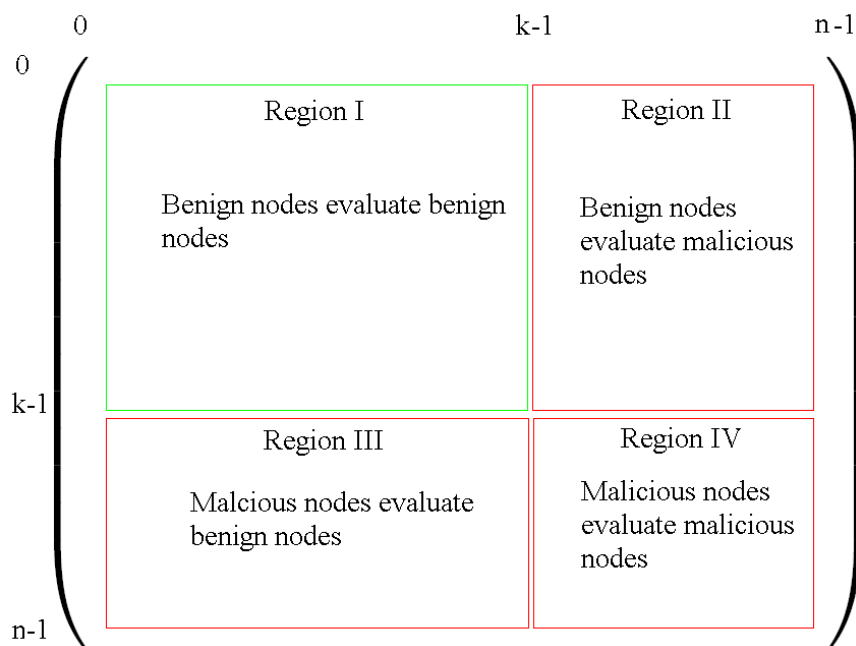 0
k-1
n-1
0
Region I
Region II
Benign nodes evaluate benign
nodes
Benign nodes
evaluate malicious
nodes
k-1
Region III
Region IV
Malcious nodes evaluate
benign nodes
Malicious nodes
evaluate malicious
nodes
n-1